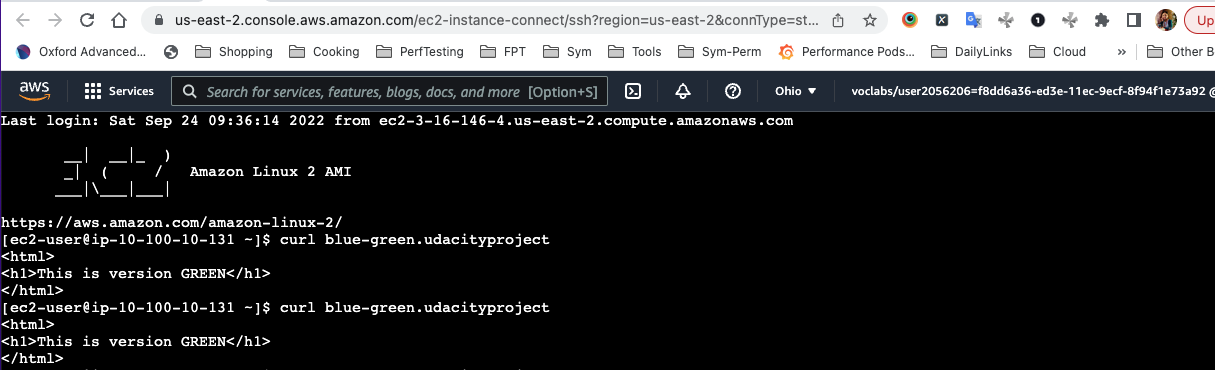 us-east-2.console.aws.amazon.com/ec2-instance-connect/ssh?region=us-east-2&connType=st...
Up
Oxford Advanced...
Shopping
Cooking
PerfTesting
FPT
Sym
Tools
Sym-Perm
Performance Pods...
DailyLinks
Cloud
»
Other B
aws
Services
Search for services, features, blogs, docs, and more [Option+S]
Ohio
voclabs/user2056206=f8dd6a36-ed3e-11ec-9ecf-8f94f1e73a92 @
Last login: Sat Sep 24 09:36:14 2022 from ec2-3-16-146-4.us-east-2.compute.amazonaws.com
__|  __|_  )
_|  (     /   Amazon Linux 2 AMI
___|\___|___|
https://aws.amazon.com/amazon-linux-2/
[ec2-user@ip-10-100-10-131 ~]$ curl blue-green.udacityproject
<html>
<h1>This is version GREEN</h1>
</html>
[ec2-user@ip-10-100-10-131 ~]$ curl blue-green.udacityproject
<html>
<h1>This is version GREEN</h1>
</html>